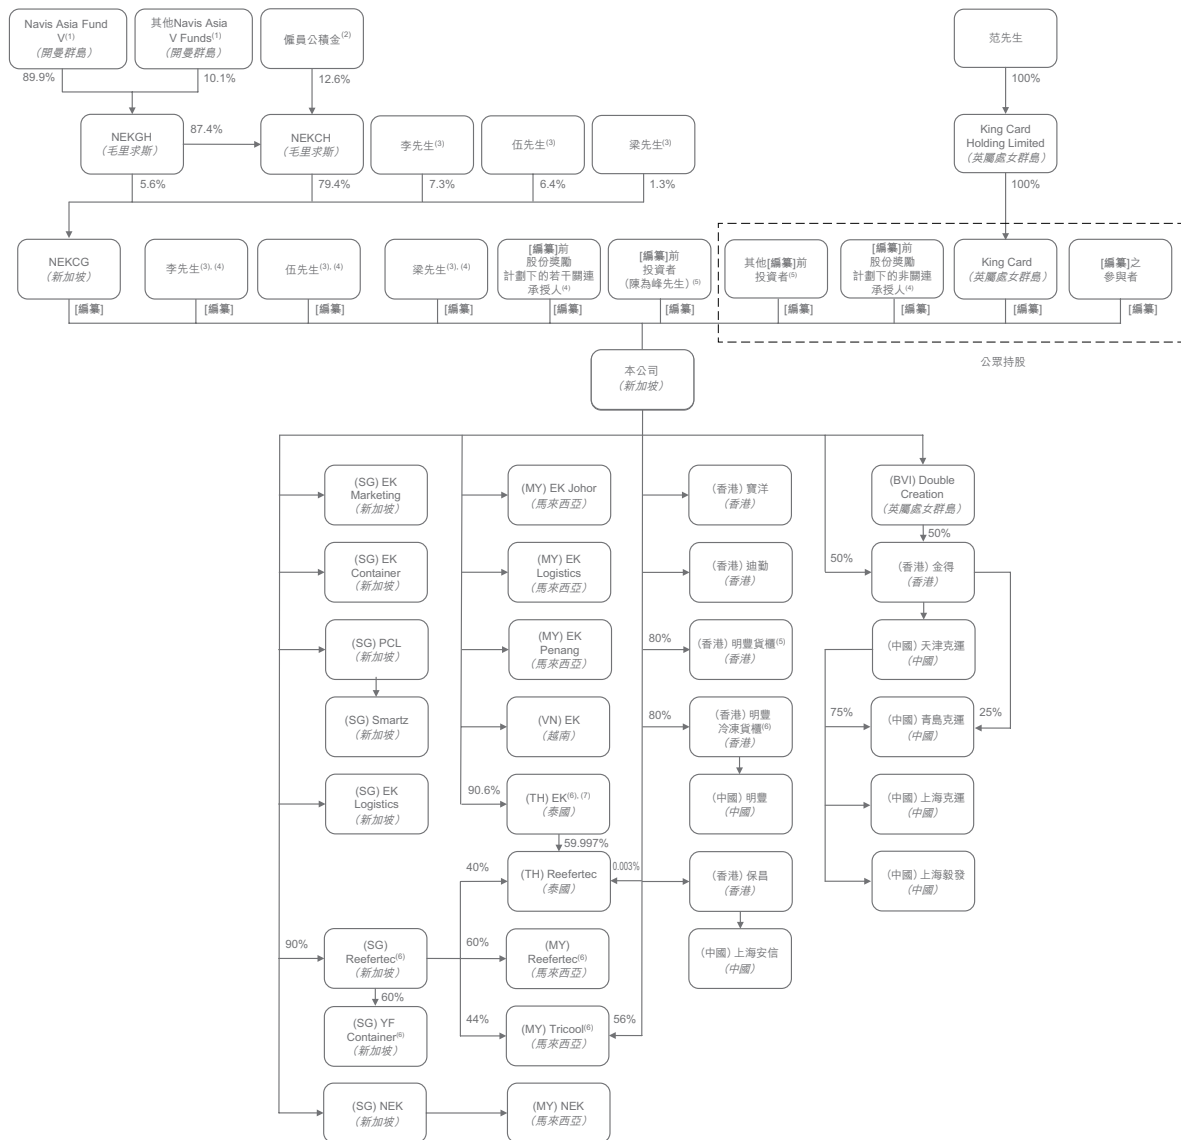 Navis Asia Fund
V(1)
（開曼群島）
其他Navis Asia
V Funds(1)
（開曼群島）
僱員公積金(2)
范先生
89.9%
10.1%
12.6%
100%
NEKGH
（毛里求斯）
87.4%
NEKCH
（毛里求斯）
李先生(3)
伍先生(3)
梁先生(3)
King Card
Holding Limited
（英屬處女群島）
5.6%
79.4%
7.3%
6.4%
1.3%
100%
NEKCG
（新加坡）
李先生(3), (4)
伍先生(3), (4)
梁先生(3), (4)
[編纂]前
股份獎勵
計劃下的若干關連
承授人(4)
[編纂]前
投資者
（陳為峰先生）(5)
其他[編纂]前
投資者(5)
[編纂]前
股份獎勵
計劃下的非關連
承授人(4)
King Card
（英屬處女群島）
[編纂]之
參與者
[編纂]
[編纂]
[編纂]
[編纂]
[編纂]
[編纂]
[編纂]
[編纂]
[編纂]
[編纂]
公眾持股
本公司
（新加坡）
(SG) EK
Marketing
（新加坡）
(MY) EK Johor
（馬來西亞）
（香港）寶洋
（香港）
(BVI) Double
Creation
（英屬處女群島）
50%
(SG) EK
Container
（新加坡）
(MY) EK
Logistics
（馬來西亞）
（香港）迪勤
（香港）
50%
（香港）金得
（香港）
(SG) PCL
（新加坡）
(MY) EK
Penang
（馬來西亞）
80%
（香港）明豐貨櫃(5)
（香港）
（中國）天津克運
（中國）
(SG) Smartz
（新加坡）
(VN) EK
（越南）
80%
（香港）明豐
冷凍貨櫃(6)
（香港）
75%
（中國）青島克運
（中國）
25%
(SG) EK
Logistics
（新加坡）
90.6%
(TH) EK(6), (7)
（泰國）
（中國）明豐
（中國）
（中國）上海克運
（中國）
59.997%
40%
(TH) Reefertec
（泰國）
0.003%
（香港）保昌
（香港）
（中國）上海毅發
（中國）
90%
(SG)
Reefertec(6)
（新加坡）
60%
(MY)
Reefertec(6)
（馬來西亞）
（中國）上海安信
（中國）
60%
(SG) YF
Container(6)
（新加坡）
44%
(MY) Tricool(6)
（馬來西亞）
56%
(SG) NEK
（新加坡）
(MY) NEK
（馬來西亞）